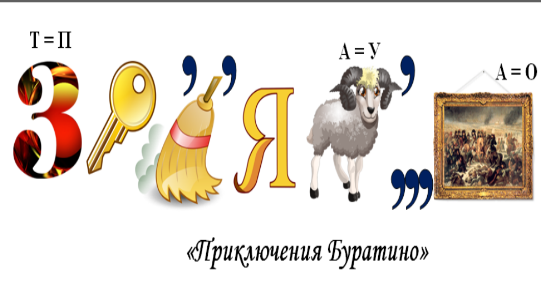 Т = П
А = У
А = О
З , , Я , ,,,
«Приключения Буратино»